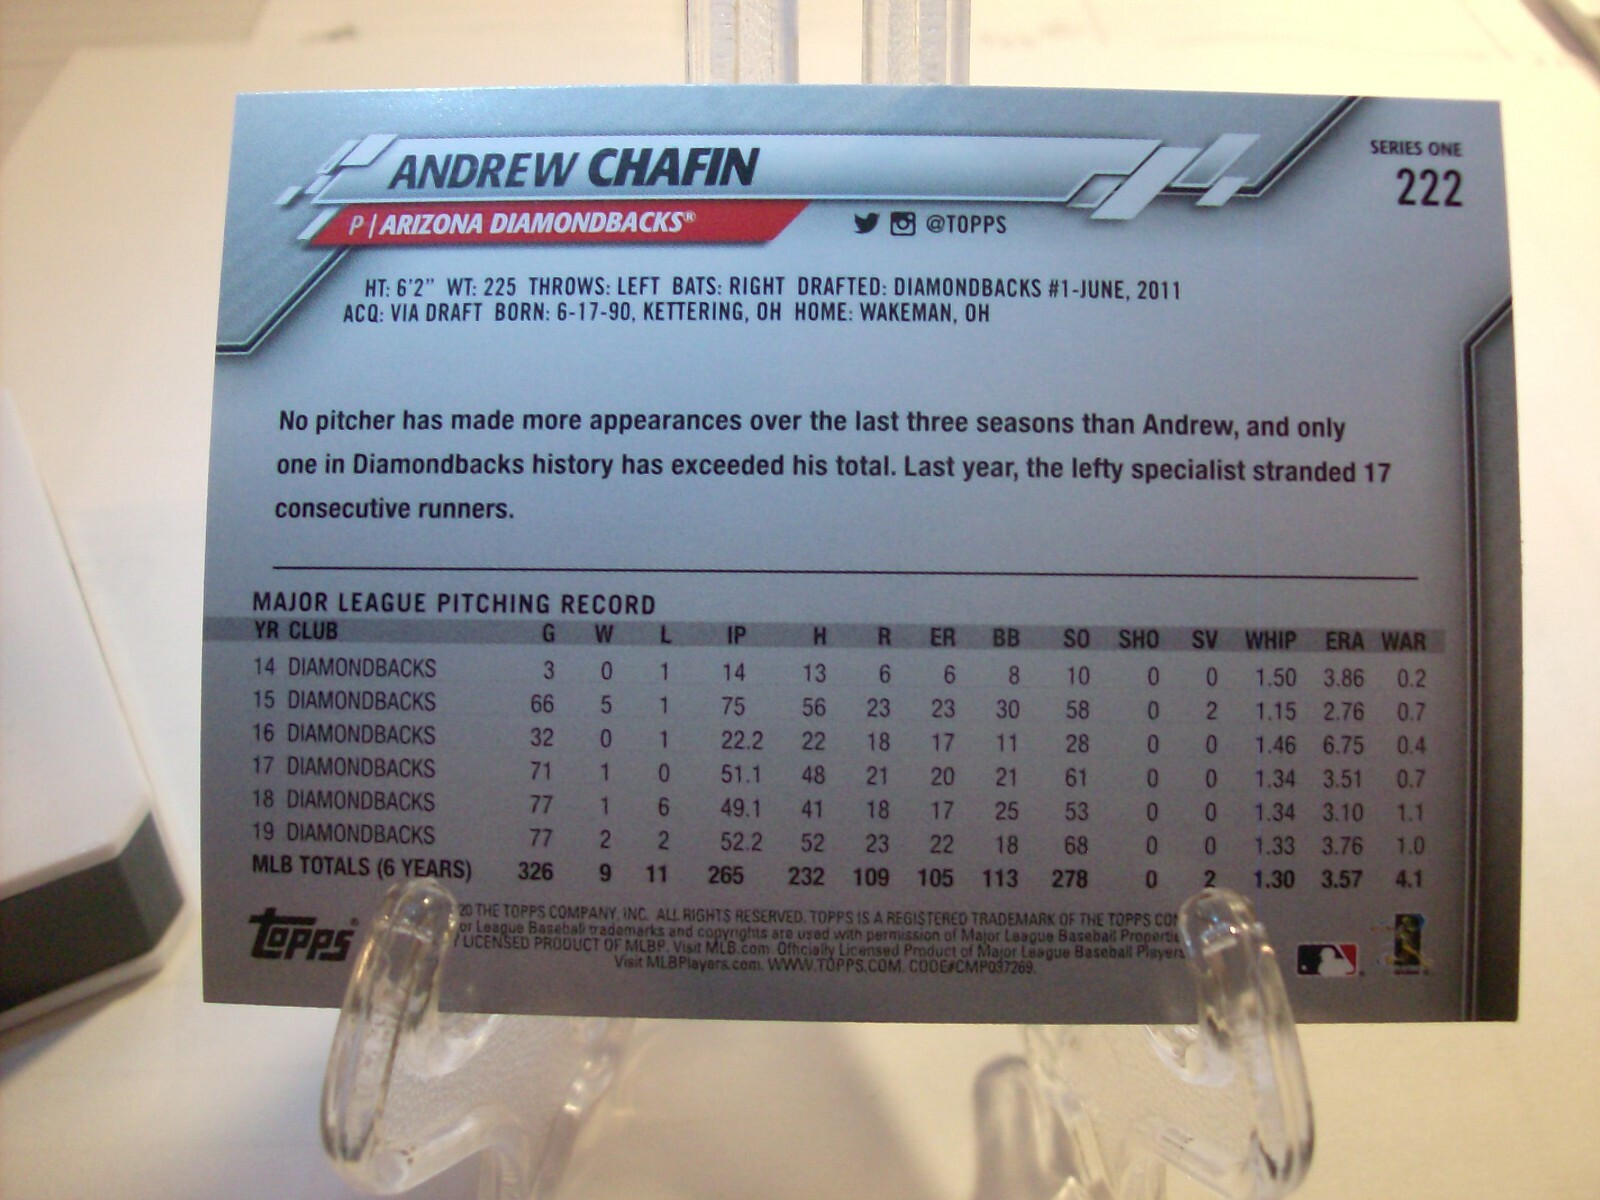 ANDREW CHAFIN
SERIES ONE
222
P | ARIZONA DIAMONDBACKS®
@TOPPS
HT: 6'2" WT: 225 THROWS: LEFT BATS: RIGHT DRAFTED: DIAMONDBACKS #1-JUNE, 2011
ACQ: VIA DRAFT BORN: 6-17-90, KETTERING, OH HOME: WAKEMAN, OH
No pitcher has made more appearances over the last three seasons than Andrew, and only
one in Diamondbacks history has exceeded his total. Last year, the lefty specialist stranded 17
consecutive runners.
MAJOR LEAGUE PITCHING RECORD
YR CLUB G W L IP H R ER BB SO SHO SV WHIP ERA WAR
14 DIAMONDBACKS 3 0 1 14 13 6 6 8 10 0 0 1.50 3.86 0.2
15 DIAMONDBACKS 66 5 1 75 56 23 23 30 58 0 2 1.15 2.76 0.7
16 DIAMONDBACKS 32 0 1 22.2 22 18 17 11 28 0 0 1.46 6.75 0.4
17 DIAMONDBACKS 71 1 0 51.1 48 21 20 21 61 0 0 1.34 3.51 0.7
18 DIAMONDBACKS 77 1 6 49.1 41 18 17 25 53 0 0 1.34 3.10 1.1
19 DIAMONDBACKS 77 2 2 52.2 52 23 22 18 68 0 0 1.33 3.76 1.0
MLB TOTALS (6 YEARS) 326 9 11 265 232 109 105 113 278 0 2 1.30 3.57 4.1
Topps®
20 THE TOPPS COMPANY, INC. ALL RIGHTS RESERVED. TOPPS IS A REGISTERED TRADEMARK OF THE TOPPS
or League Baseball trademarks and copyrights are used with permission of Major League Baseball
LICENSED PRODUCT OF MLBP. Visit MLB.com. Officially Licensed Product of Major League Baseball Players
Visit MLBPlayers.com. WWW.TOPPS.COM. CODE#CMP037269.